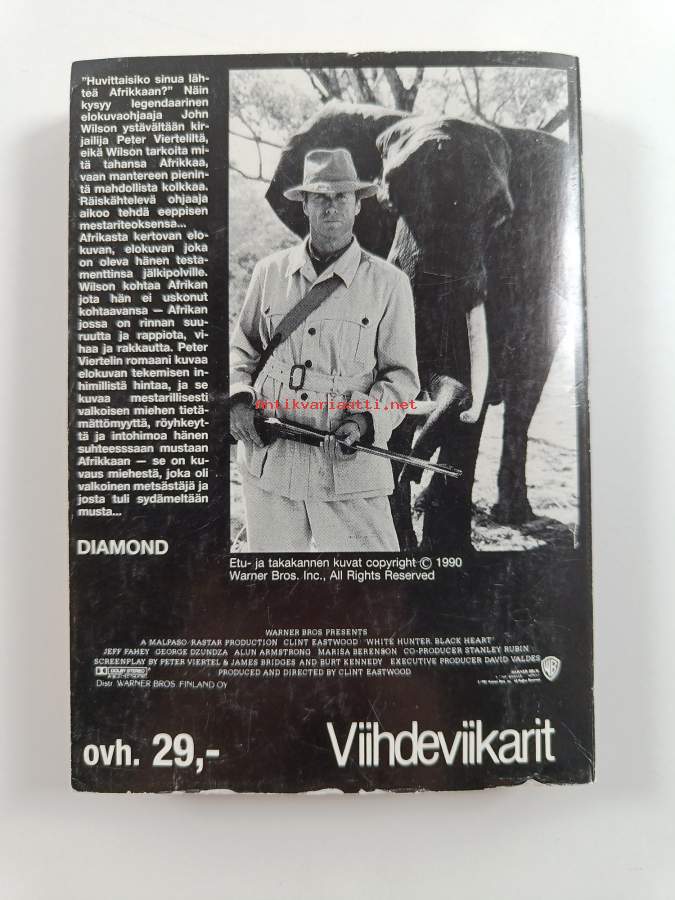 "Huvittaisiko sinua läh-
teä Afrikkaan?" Näin
kysyy legendaarinen
elokuvaohjaaja John
Wilson ystävältään kir-
jailija Peter Vierteliltä,
eikä Wilson tarkoita mi-
tä tahansa Afrikkaa,
vaan mantereen pienin-
tä mahdollista kolkkaa.
Räiskähtelevä ohjaaja
aikoo tehdä eeppisen
mestariteoksensa...
Afrikasta kertovan elo-
kuvan, elokuvan joka
on oleva hänen testa-
menttinsa jälkipolville.
Wilson kohtaa Afrikan
jota hän ei uskonut
kohtaavansa — Afrikan
jossa on rinnan suu-
ruutta ja rappiota, vi-
haa ja rakkautta. Peter
Viertelin romaani kuvaa
elokuvan tekemisen in-
himillistä hintaa, ja se
kuvaa mestarillisesti
valkoisen miehen tietä-
mättömyyttä, röyhkeyt-
tä ja intohimoa hänen
suhteesssaan mustaan
Afrikkaan — se on ku-
vaus miehestä, joka oli
valkoinen metsästäjä ja
josta tuli sydämeltään
musta...
DIAMOND
antikvariaatti.net
Etu- ja takakannen kuvat copyright © 1990
Warner Bros. Inc., All Rights Reserved
WARNER BROS PRESENTS
A MALPASO/RASTAR PRODUCTION CLINT EASTWOOD "WHITE HUNTER, BLACK HEART"
JEFF FAHEY GEORGE DZUNDZA ALUN ARMSTRONG MARISA BERENSON CO-PRODUCER STANLEY RUBIN
SCREENPLAY BY PETER VIERTEL & JAMES BRIDGES AND BURT KENNEDY EXECUTIVE PRODUCER DAVID VALDES
PRODUCED AND DIRECTED BY CLINT EASTWOOD
DOLBY STEREO
Distr. WARNER BROS. FINLAND OY
ovh. 29,-
Viihdeviikarit